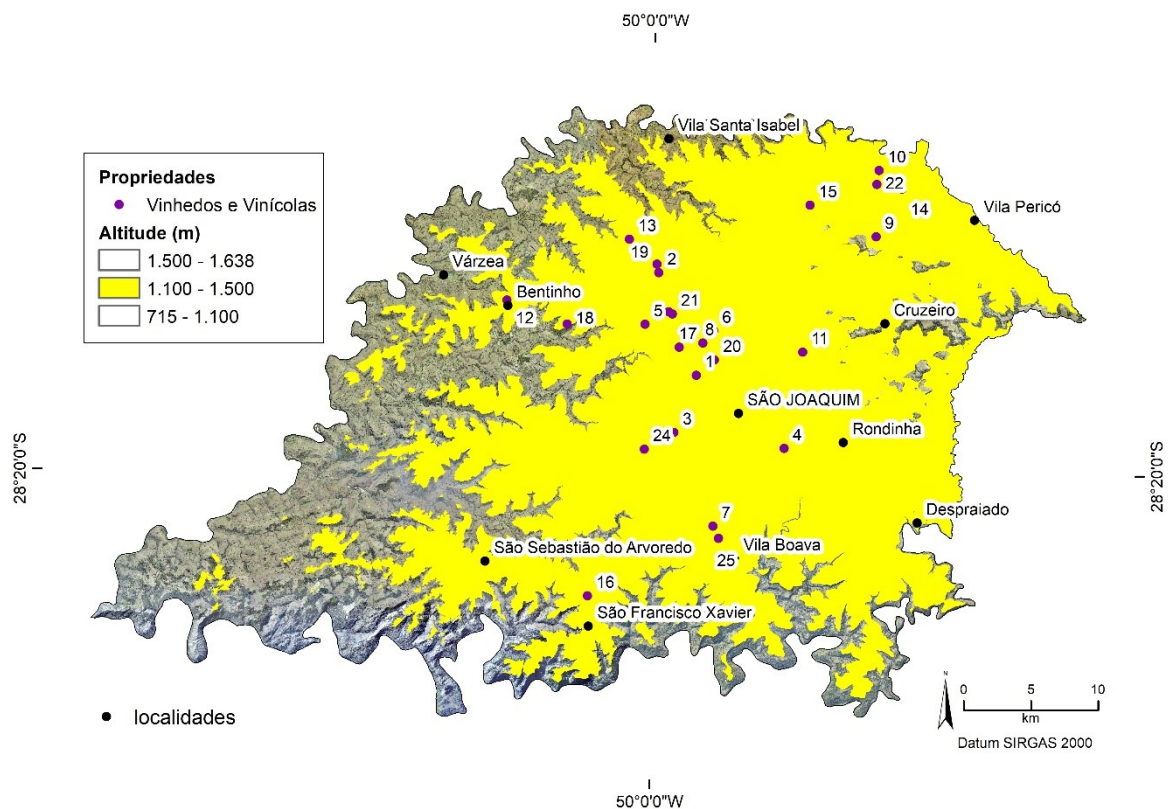 50°0'0"W
Vila Santa Isabel
10
22
15
14
Vila Pericó
9
13
19
2
Propriedades
Vinhedos e Vinícolas
Altitude (m)
1.500 - 1.638
1.100 - 1.500
715 - 1.100
Várzea
Bentinho
12
18
5
21
6
8
17
20
1
11
Cruzeiro
SÃO JOAQUIM
3
24
4
Rondinha
28°20'0"S
28°20'0"S
7
Despraiado
Vila Boava
25
São Sebastião do Arvoredo
16
São Francisco Xavier
localidades
N
0 5 10
km
Datum SIRGAS 2000
50°0'0"W